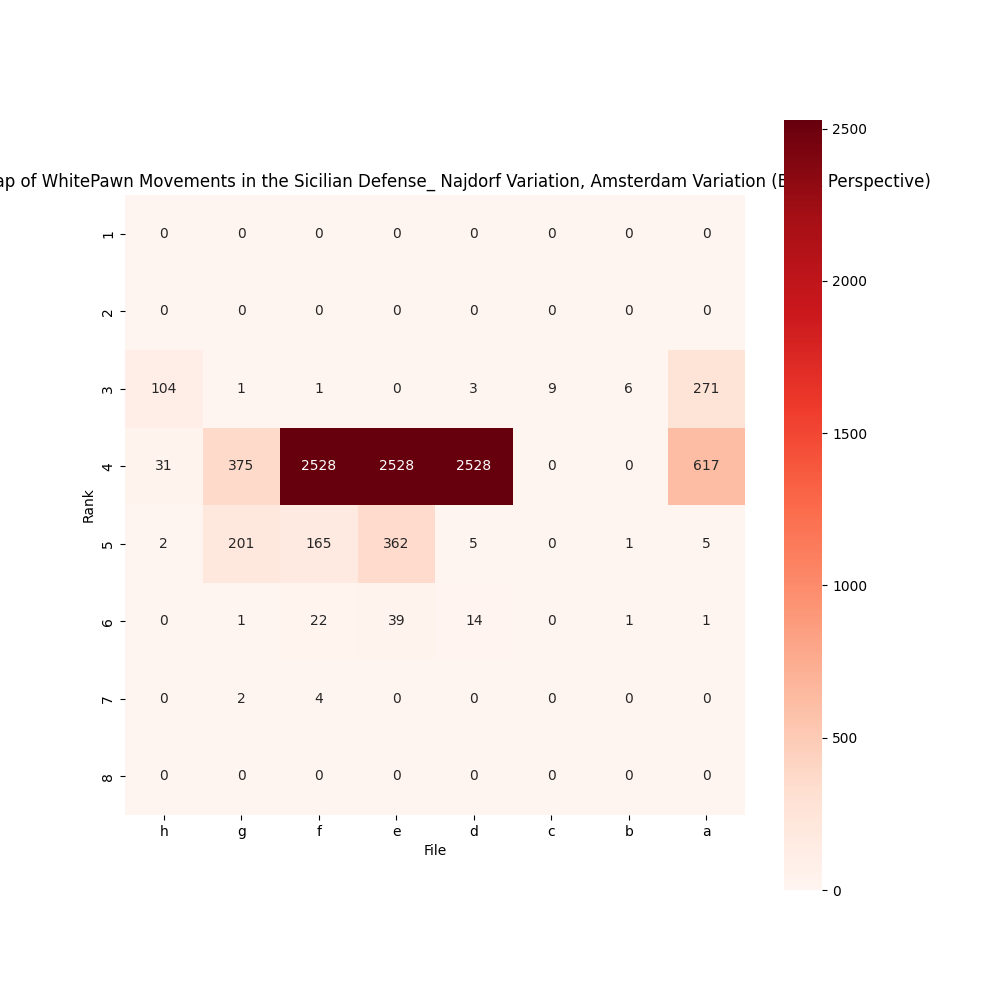 ap of WhitePawn Movements in the Sicilian Defense_ Najdorf Variation, Amsterdam Variation ( Perspective)
2500
2000
1500
1000
500
0
Rank
1 0 0 0 0 0 0 0 0
2 0 0 0 0 0 0 0 0
3 104 1 1 0 3 9 6 271
4 31 375 2528 2528 2528 0 0 617
5 2 201 165 362 5 0 1 5
6 0 1 22 39 14 0 1 1
7 0 2 4 0 0 0 0 0
8 0 0 0 0 0 0 0 0
h g f e d c b a
File